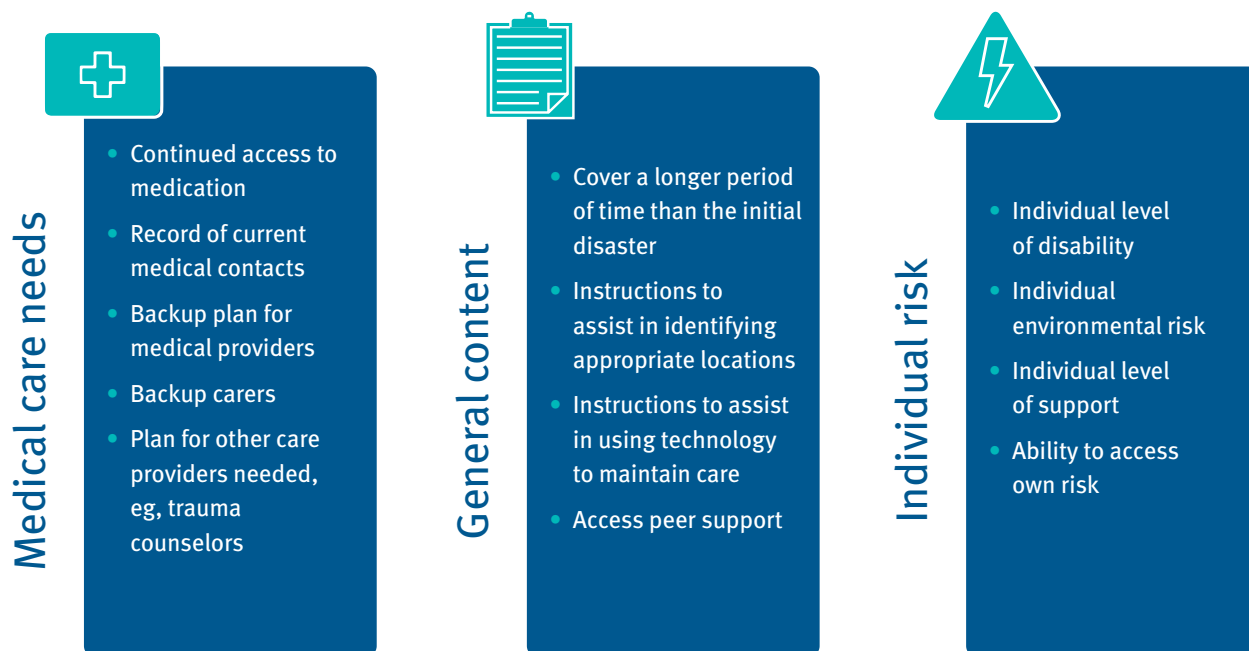 Medical care needs
• Continued access to
medication
• Record of current
medical contacts
• Backup plan for
medical providers
• Backup carers
• Plan for other care
providers needed,
eg, trauma
counselors
General content
• Cover a longer period
of time than the initial
disaster
• Instructions to
assist in identifying
appropriate locations
• Instructions to assist
in using technology
to maintain care
• Access peer support
Individual risk
• Individual level
of disability
• Individual
environmental risk
• Individual level
of support
• Ability to access
own risk